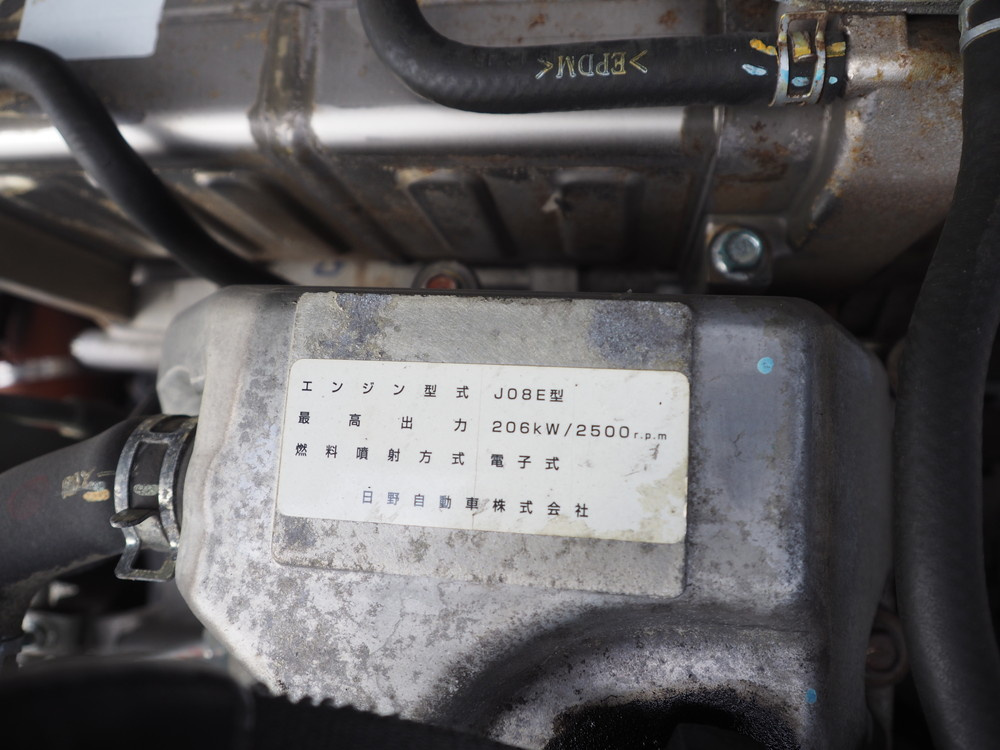 >EPDM<
エンジン型式 J08E型
最高出力 206kW/2500r.p.m
燃料噴射方式 電子式
日野自動車株式会社